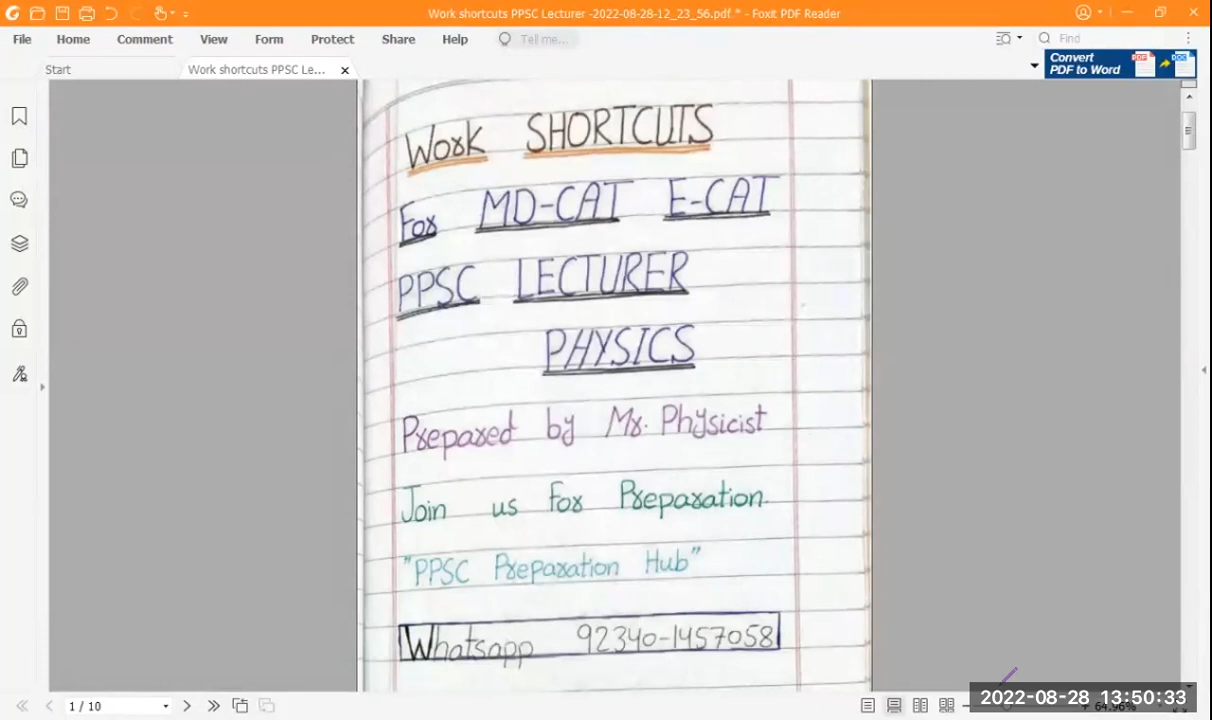 Work shortcuts PPSC Lecturer -2022-08-28-12_23_56.pdf.* - Foxit PDF Reader
File Home Comment View Form Protect Share Help Tell me... Find
Start Work shortcuts PPSC Le... Convert PDF to Word
Work SHORTCUTS
For MD-CAT E-CAT
PPSC LECTURER
PHYSICS
Prepared by Mr. Physicist
Join us for Preparation.
"PPSC Preparation Hub"
Whatsapp 92340-1457058
1 / 10 64.96%
2022-08-28 13:50:33